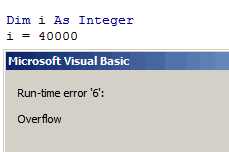 Dim i As Integer
i = 40000
Microsoft Visual Basic
Run-time error '6':
Overflow